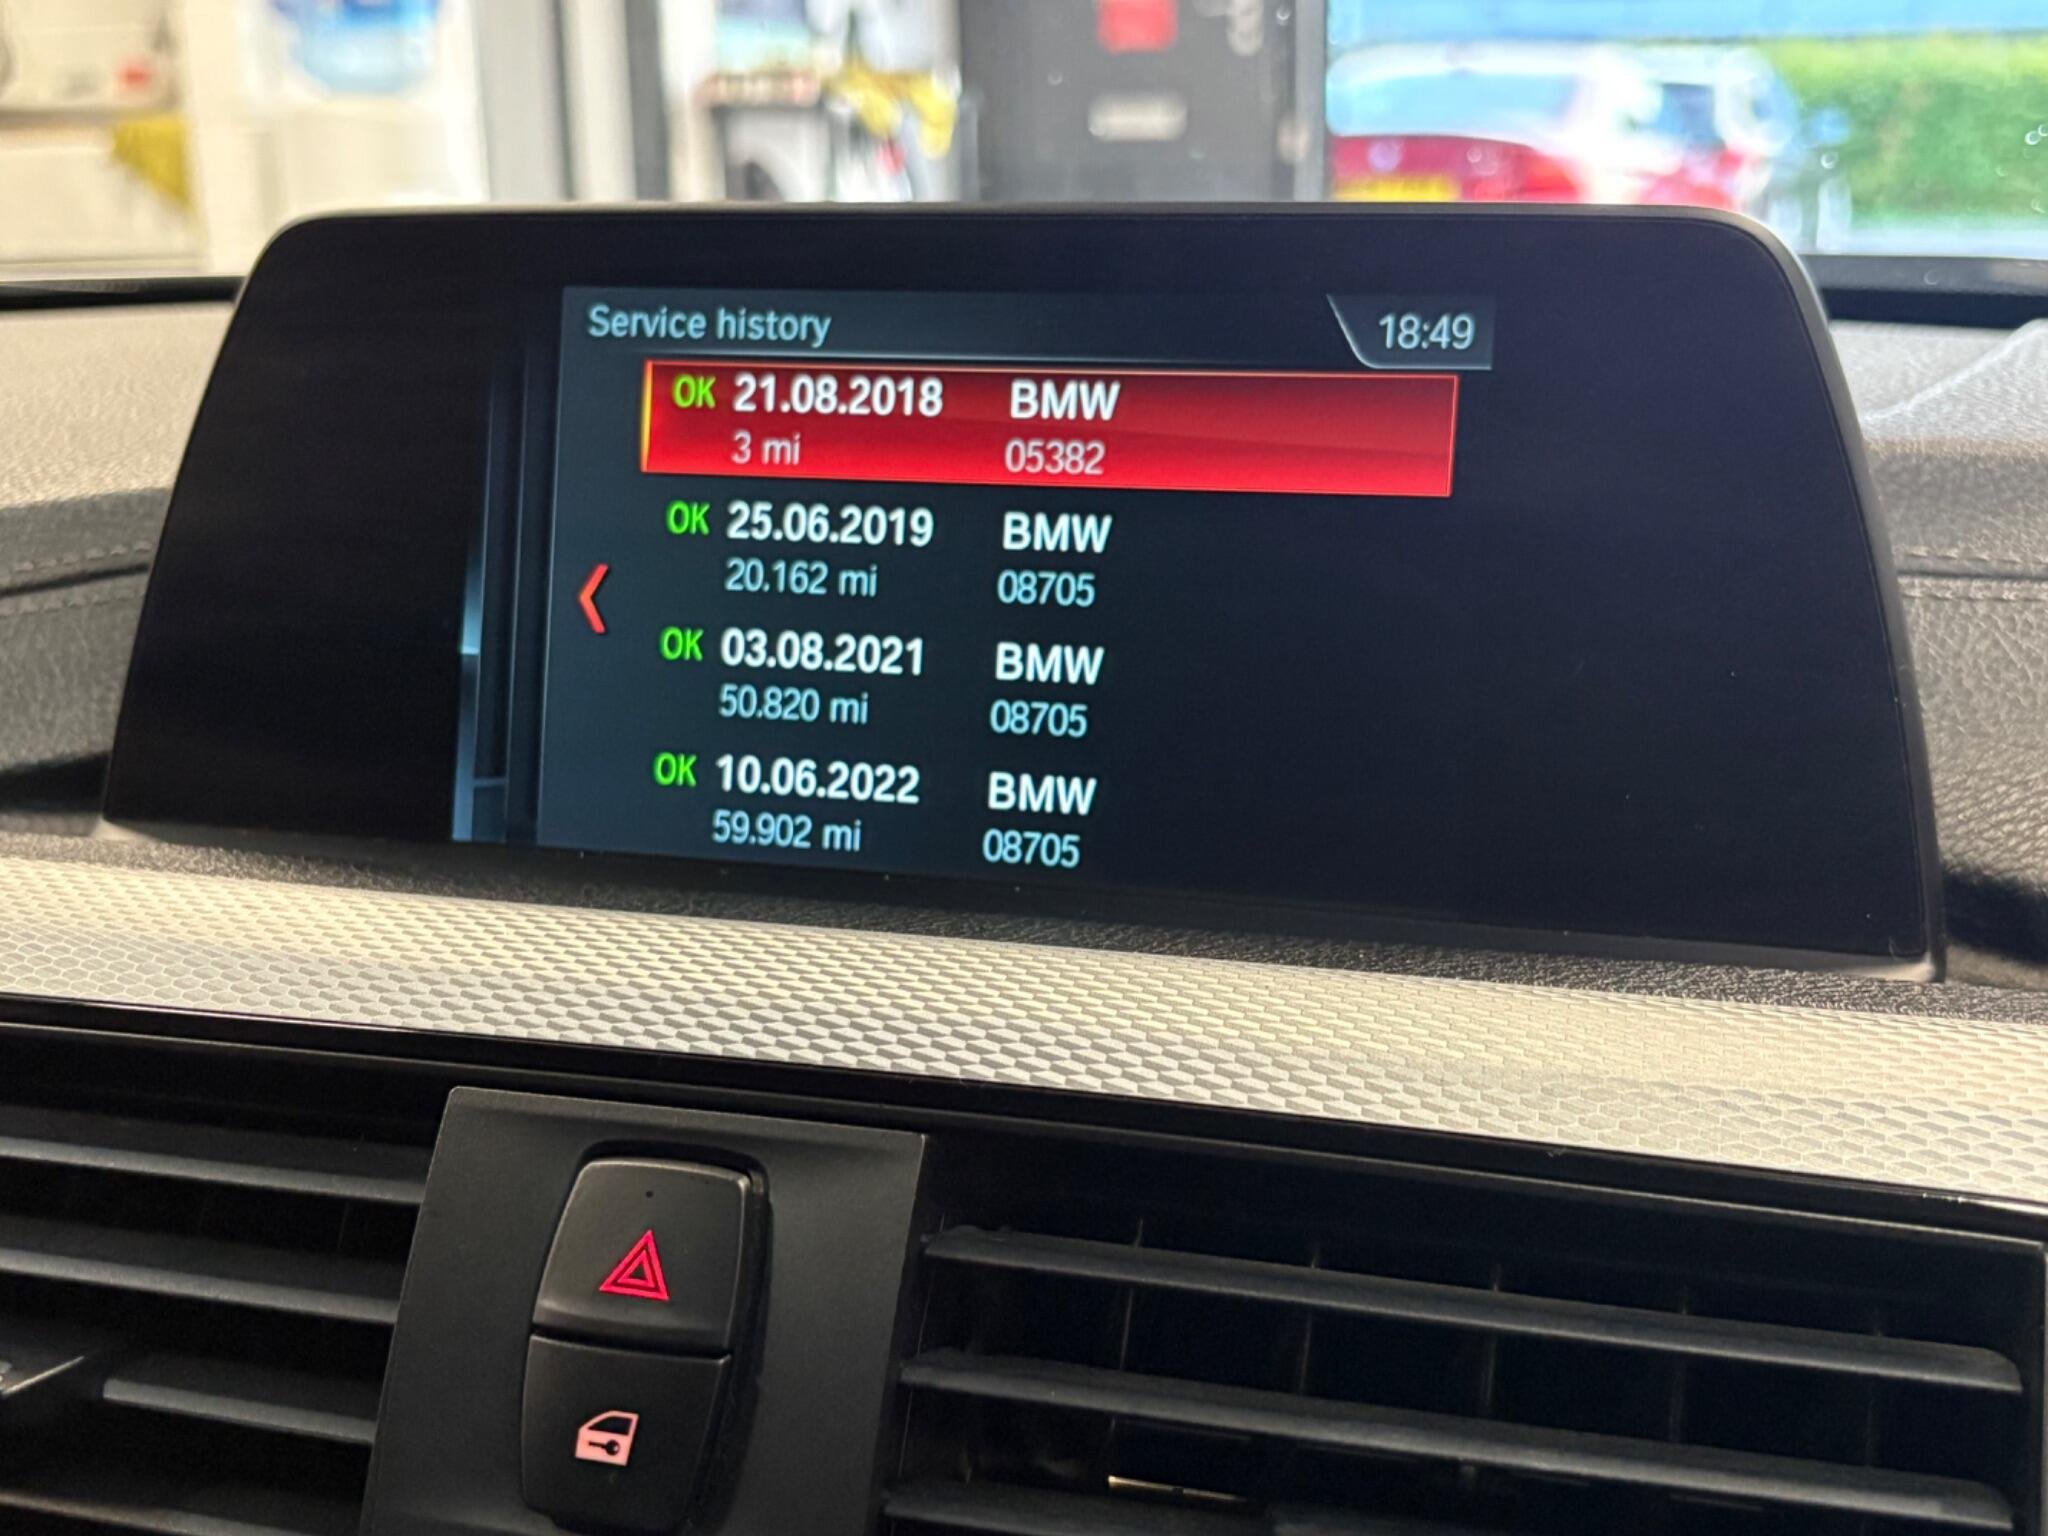 Service history 18:49
OK 21.08.2018 BMW
3 mi 05382
OK 25.06.2019 BMW
20.162 mi 08705
OK 03.08.2021 BMW
50.820 mi 08705
OK 10.06.2022 BMW
59.902 mi 08705